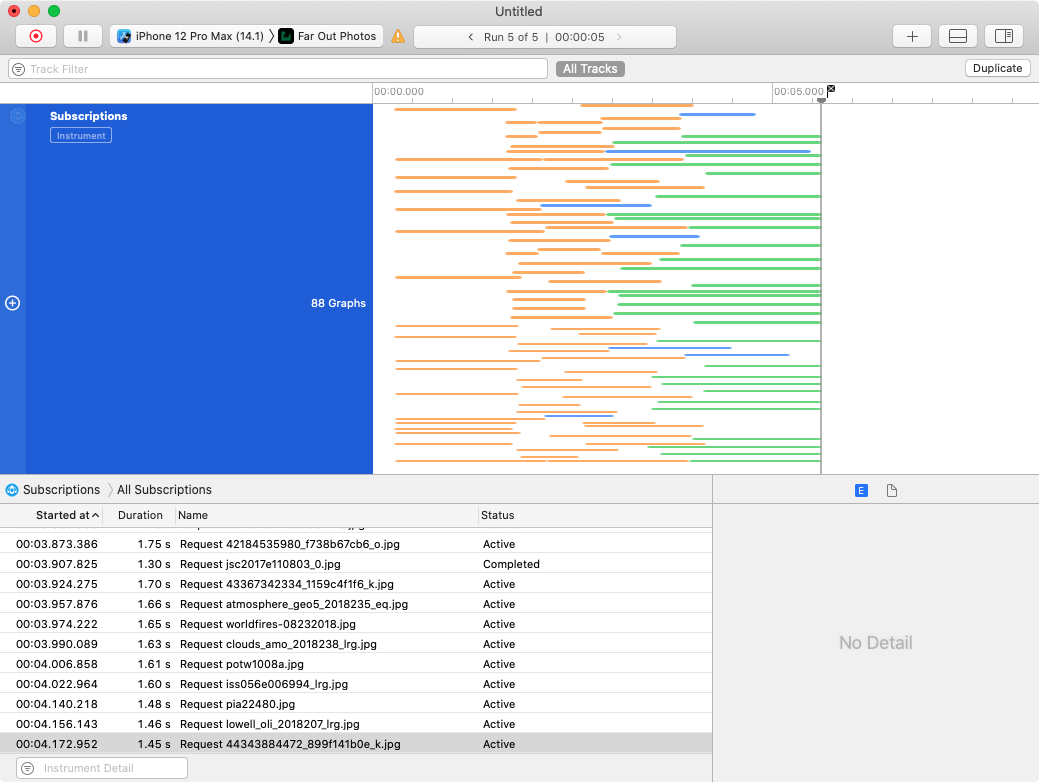 Untitled
iPhone 12 Pro Max (14.1) Far Out Photos
Run 5 of 5 | 00:00:05
Track Filter
All Tracks
Duplicate
00:00.000
00:05.000
Subscriptions
Instrument
88 Graphs
Subscriptions All Subscriptions
E
Started at Duration Name Status
00:03.873.386 1.75 s Request 42184535980_f738b67cb6_o.jpg Active
00:03.907.825 1.30 s Request jsc2017e110803_0.jpg Completed
00:03.924.275 1.70 s Request 43367342334_1159c4f1f6_k.jpg Active
00:03.957.876 1.66 s Request atmosphere_geo5_2018235_eq.jpg Active
00:03.974.222 1.65 s Request worldfires-08232018.jpg Active
00:03.990.089 1.63 s Request clouds_amo_2018238_lrg.jpg Active
00:04.006.858 1.61 s Request potw1008a.jpg Active
00:04.022.964 1.60 s Request iss056e006994_lrg.jpg Active
00:04.140.218 1.48 s Request pia22480.jpg Active
00:04.156.143 1.46 s Request lowell_oli_2018207_lrg.jpg Active
00:04.172.952 1.45 s Request 44343884472_899f141b0e_k.jpg Active
No Detail
Instrument Detail